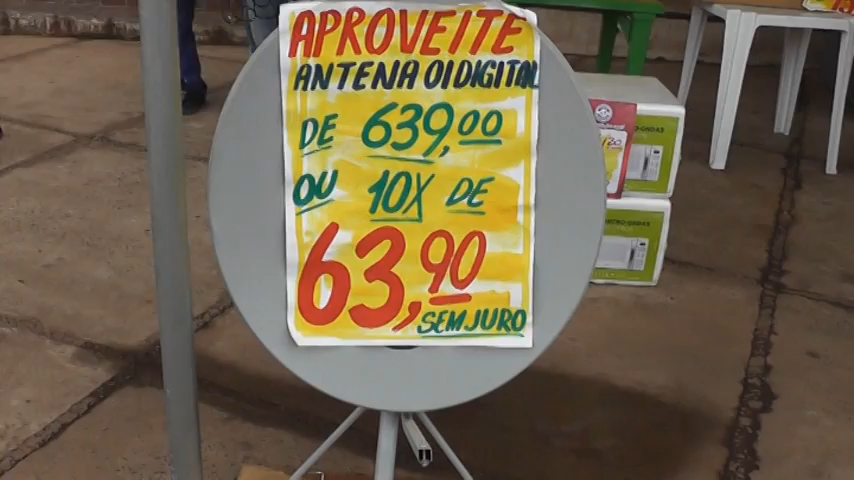 APROVEITE
ANTENA OI DIGITAL
DE 639,00
OU 10X DE
63,90
SEM JURO